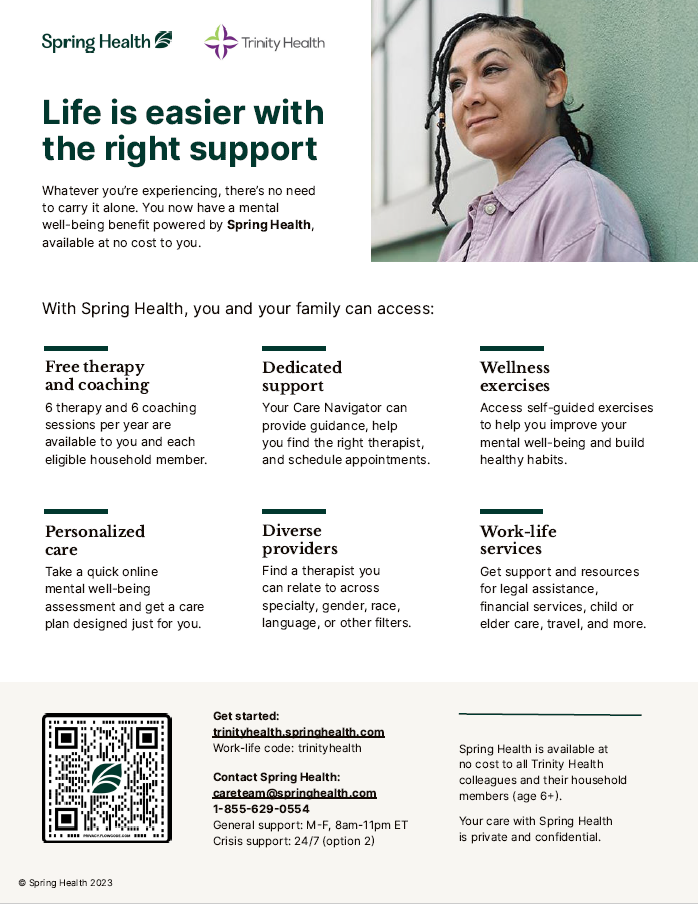 Spring Health
Trinity Health
Life is easier with
the right support
Whatever you're experiencing, there's no need
to carry it alone. You now have a mental
well-being benefit powered by Spring Health,
available at no cost to you.
With Spring Health, you and your family can access:
Free therapy
and coaching
6 therapy and 6 coaching
sessions per year are
available to you and each
eligible household member.
Dedicated
support
Your Care Navigator can
provide guidance, help
you find the right therapist,
and schedule appointments.
Wellness
exercises
Access self-guided exercises
to help you improve your
mental well-being and build
healthy habits.
Personalized
care
Take a quick online
mental well-being
assessment and get a care
plan designed just for you.
Diverse
providers
Find a therapist you
can relate to across
specialty, gender, race,
language, or other filters.
Work-life
services
Get support and resources
for legal assistance,
financial services, child or
elder care, travel, and more.
PRIVACY.FLOWCODE.COM
Get started:
trinityhealth.springhealth.com
Work-life code: trinityhealth
Contact Spring Health:
careteam@springhealth.com
1-855-629-0554
General support: M-F, 8am-11pm ET
Crisis support: 24/7 (option 2)
Spring Health is available at
no cost to all Trinity Health
colleagues and their household
members (age 6+).
Your care with Spring Health
is private and confidential.
© Spring Health 2023